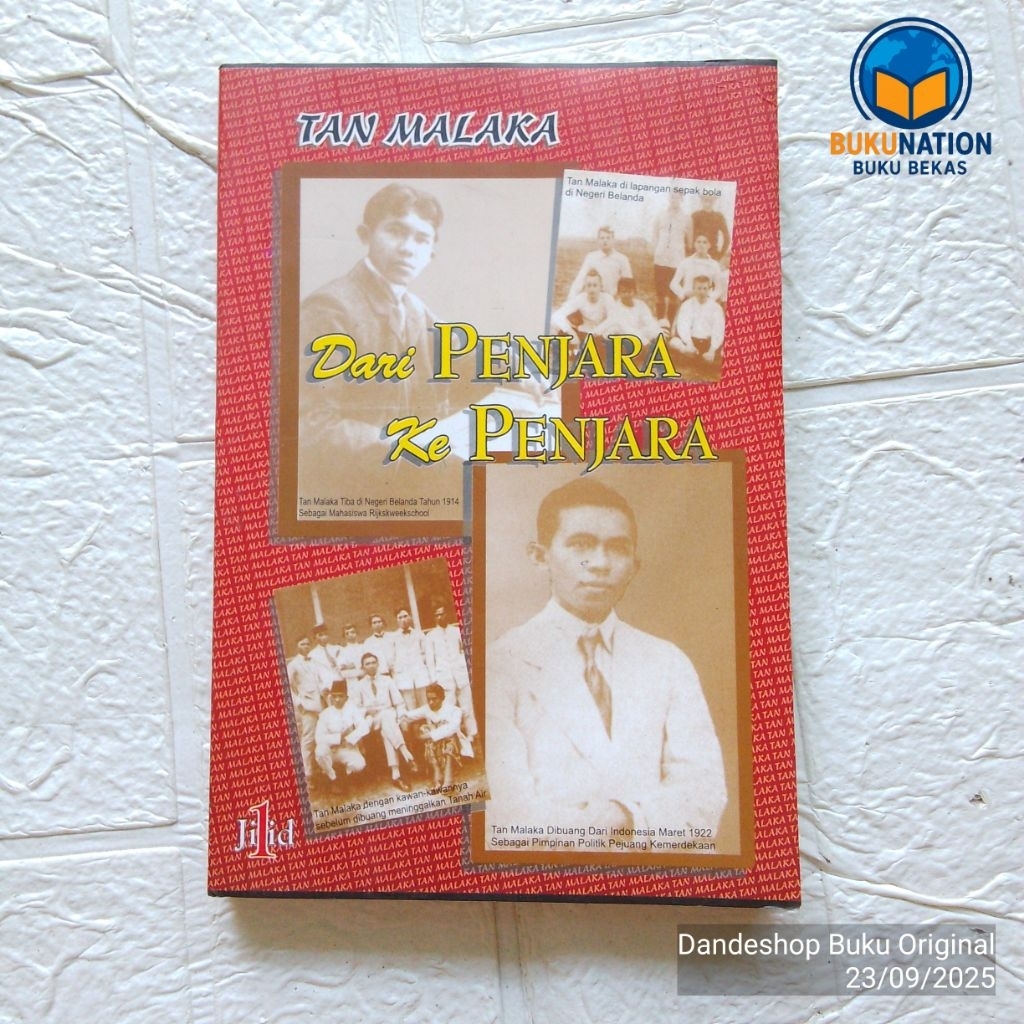 BUKUNATION
BUKU BEKAS
TAN MALAKA
Tan Malaka di lapangan sepak bola
di Negeri Belanda
Dari PENJARA
Ke PENJARA
Tan Malaka Tiba di Negeri Belanda Tahun 1914
Sebagai Mahasiswa Rijkskweekschool
Tan Malaka dengan kawan-kawannya
sebelum dibuang meninggalkan Tanah Air
Tan Malaka Dibuang Dari Indonesia Maret 1922
Sebagai Pimpinan Politik Pejuang Kemerdekaan
Jilid 1
Dandeshop Buku Original
23/09/2025